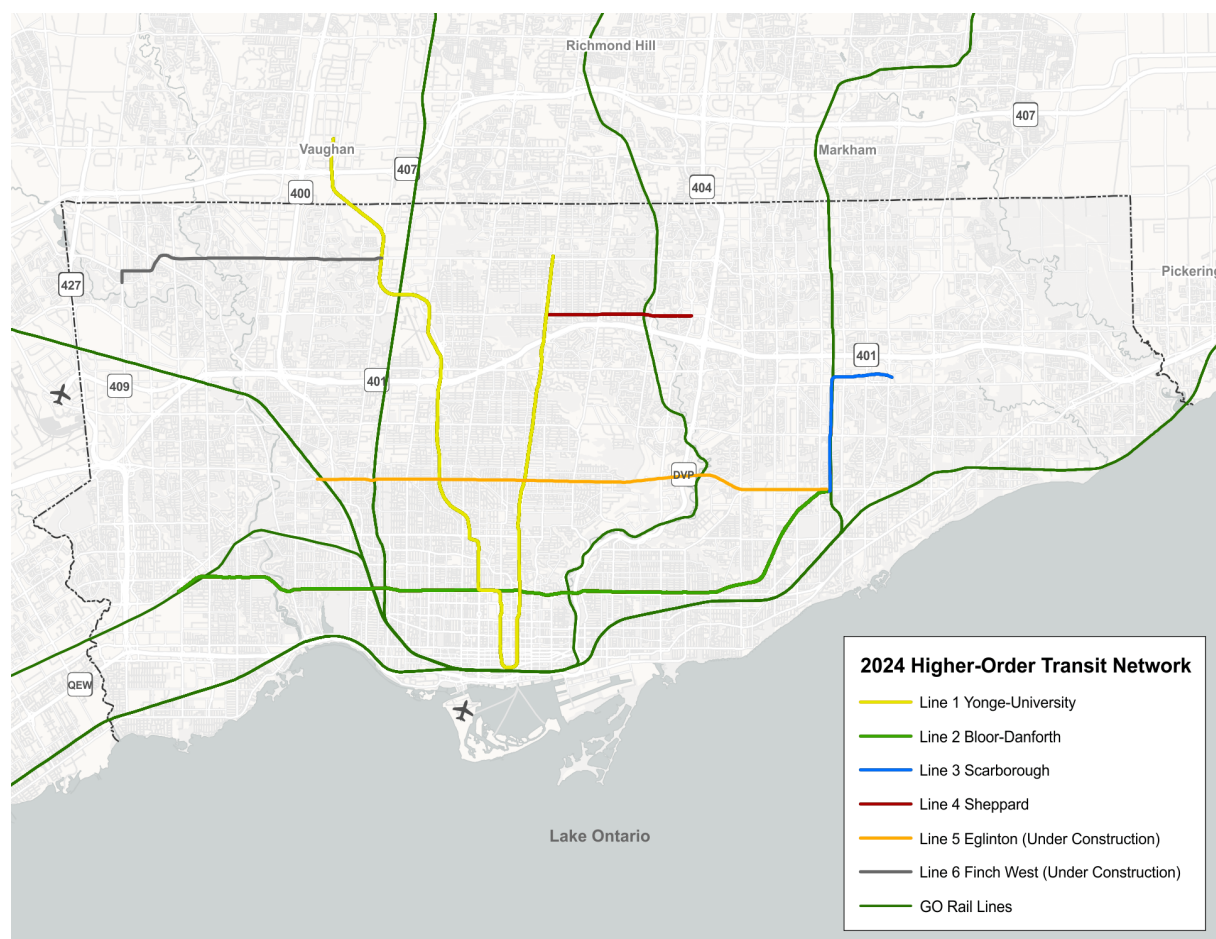 Richmond Hill
407
Vaughan
Markham
407
400
404
Pickering
427
401
401
409
DVP
QEW
2024 Higher-Order Transit Network
Line 1 Yonge-University
Line 2 Bloor-Danforth
Line 3 Scarborough
Line 4 Sheppard
Lake Ontario
Line 5 Eglinton (Under Construction)
Line 6 Finch West (Under Construction)
GO Rail Lines